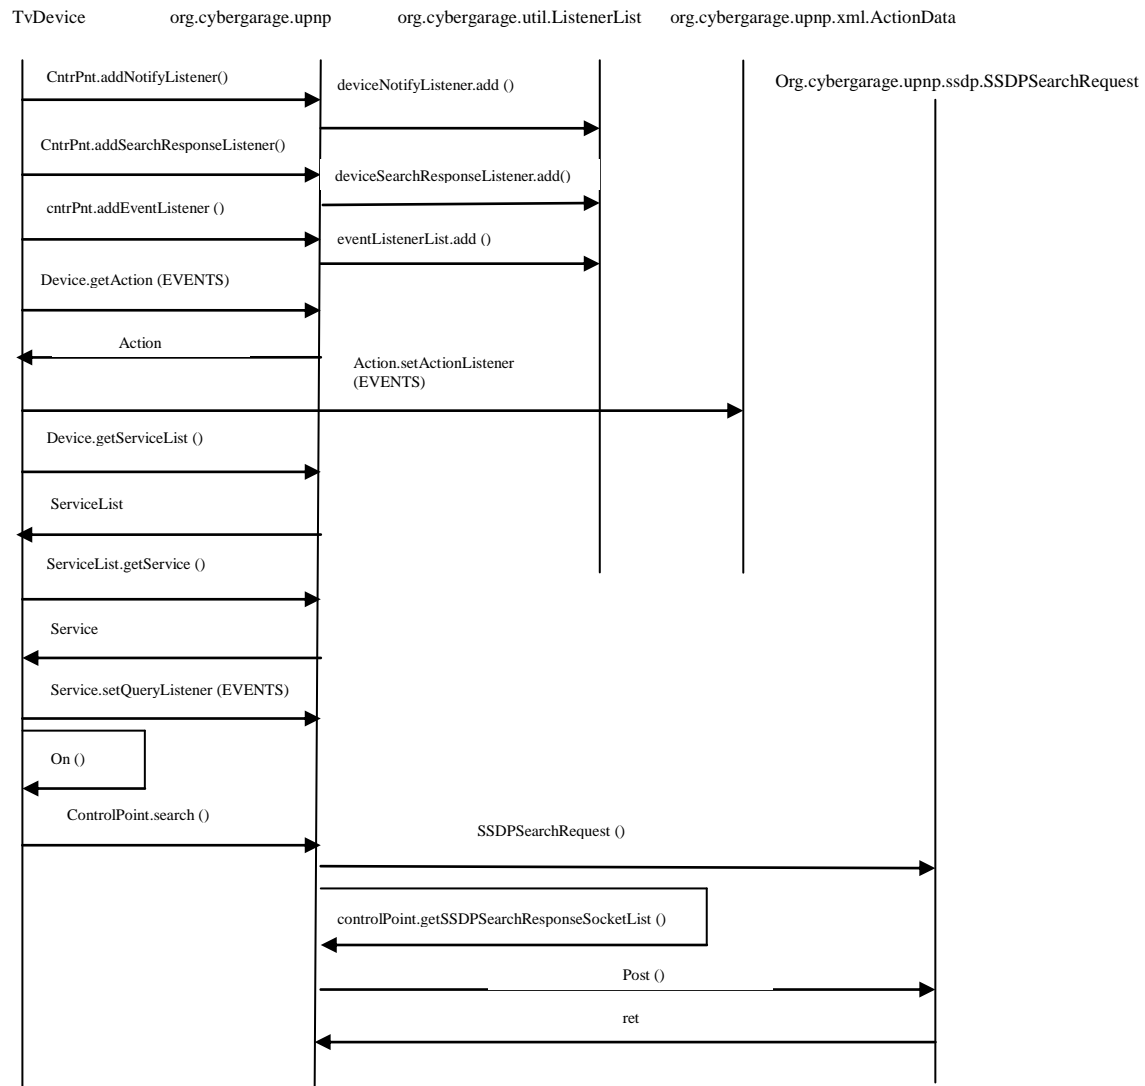 TvDevice org.cybergarage.upnp org.cybergarage.util.ListenerList org.cybergarage.upnp.xml.ActionData
Org.cybergarage.upnp.ssdp.SSDPSearchRequest
CntrPnt.addNotifyListener()
deviceNotifyListener.add ()
CntrPnt.addSearchResponseListener()
deviceSearchResponseListener.add()
cntrPnt.addEventListener ()
eventListenerList.add ()
Device.getAction (EVENTS)
Action
Action.setActionListener
(EVENTS)
Device.getServiceList ()
ServiceList
ServiceList.getService ()
Service
Service.setQueryListener (EVENTS)
On ()
ControlPoint.search ()
SSDPSearchRequest ()
controlPoint.getSSDPSearchResponseSocketList ()
Post ()
ret